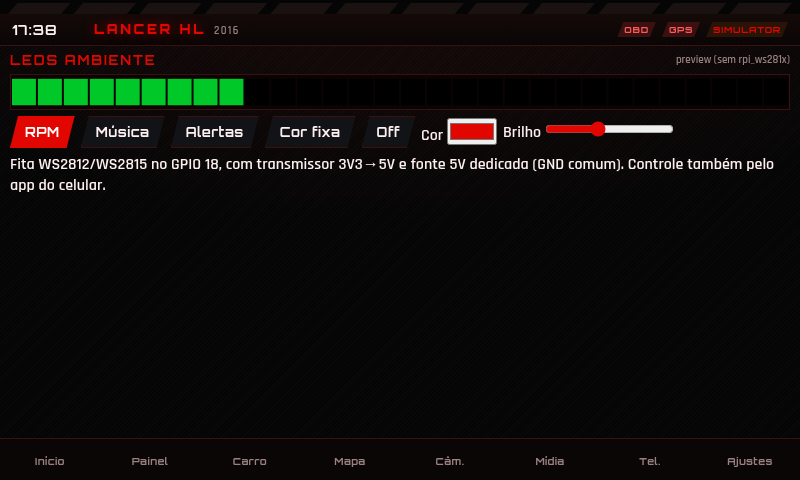 17:38 LANCER HL 2016 OBD GPS SIMULATOR
LEDS AMBIENTE preview (sem rpi_ws281x)
RPM Música Alertas Cor fixa Off Cor Brilho
Fita WS2812/WS2815 no GPIO 18, com transmissor 3V3→5V e fonte 5V dedicada (GND comum). Controle também pelo
app do celular.
Início Painel Carro Mapa Câm. Mídia Tel. Ajustes